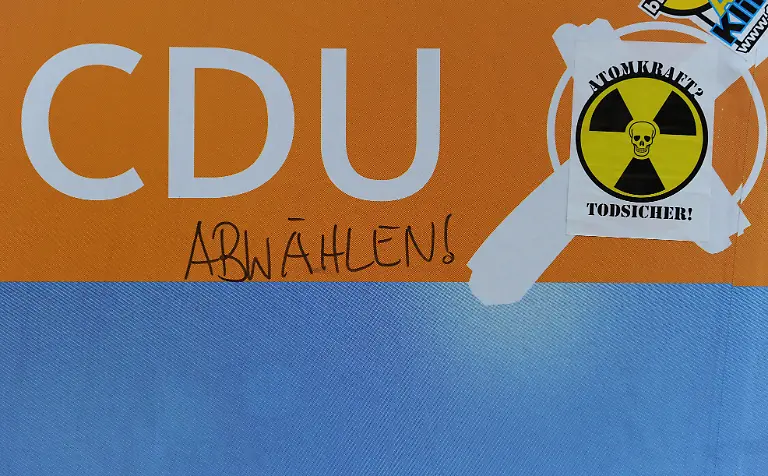 CDU
ABWÄHLEN!
ATOMKRAFT?
TODSICHER!